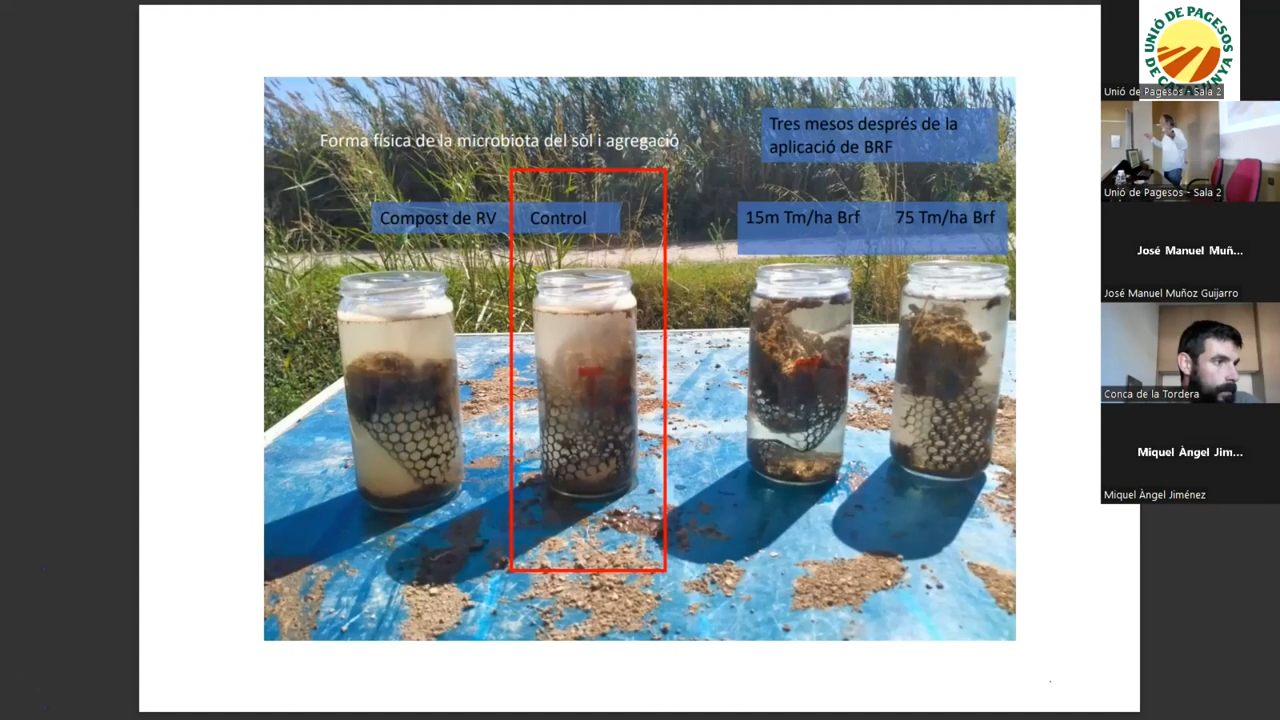 Forma física de la microbiota del sòl i agregació
Tres mesos després de la
aplicació de BRF
Compost de RV
Control
15m Tm/ha Brf
75 Tm/ha Brf
UNIÓ DE PAGESOS
Unió de Pagesos - Sala 2
Unió de Pagesos - Sala 2
José Manuel Muñ...
José Manuel Muñoz Guijarro
Conca de la Tordera
Miquel Àngel Jim...
Miquel Àngel Jiménez